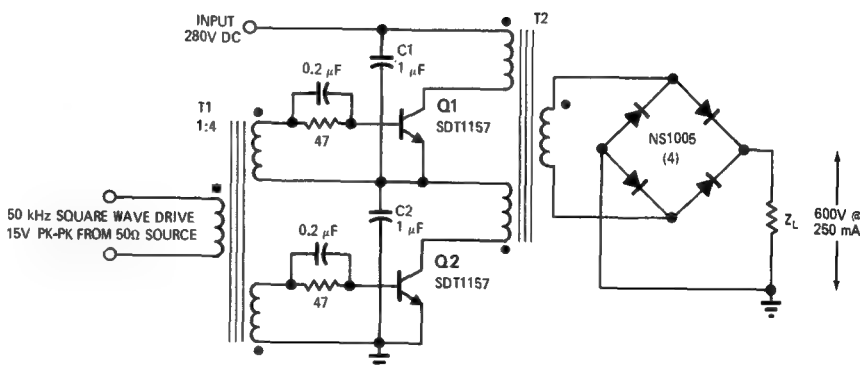 INPUT
280V DC
T2
C1
1 µF
0.2 µF
Q1
SDT1157
T1
1:4
47
NS1005
(4)
50 kHz SQUARE WAVE DRIVE
15V PK-PK FROM 50Ω SOURCE
C2
1 µF
0.2 µF
Q2
SDT1157
47
ZL
600V @
250 mA